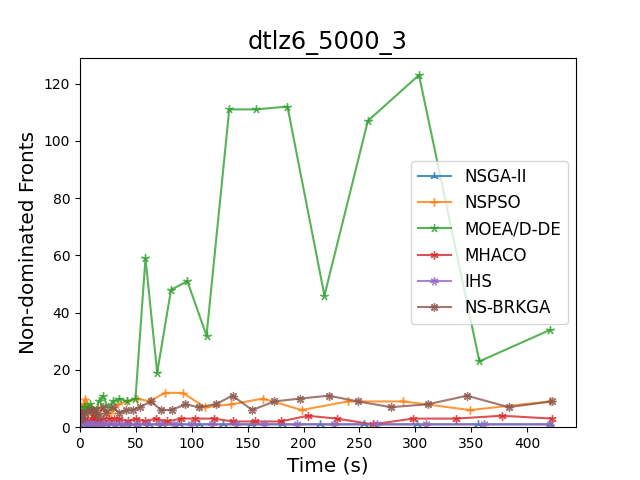 dtlz6_5000_3
Non-dominated Fronts
120
100
80
60
40
20
0
NSGA-II
NSPSO
MOEA/D-DE
MHACO
IHS
NS-BRKGA
0 50 100 150 200 250 300 350 400
Time (s)